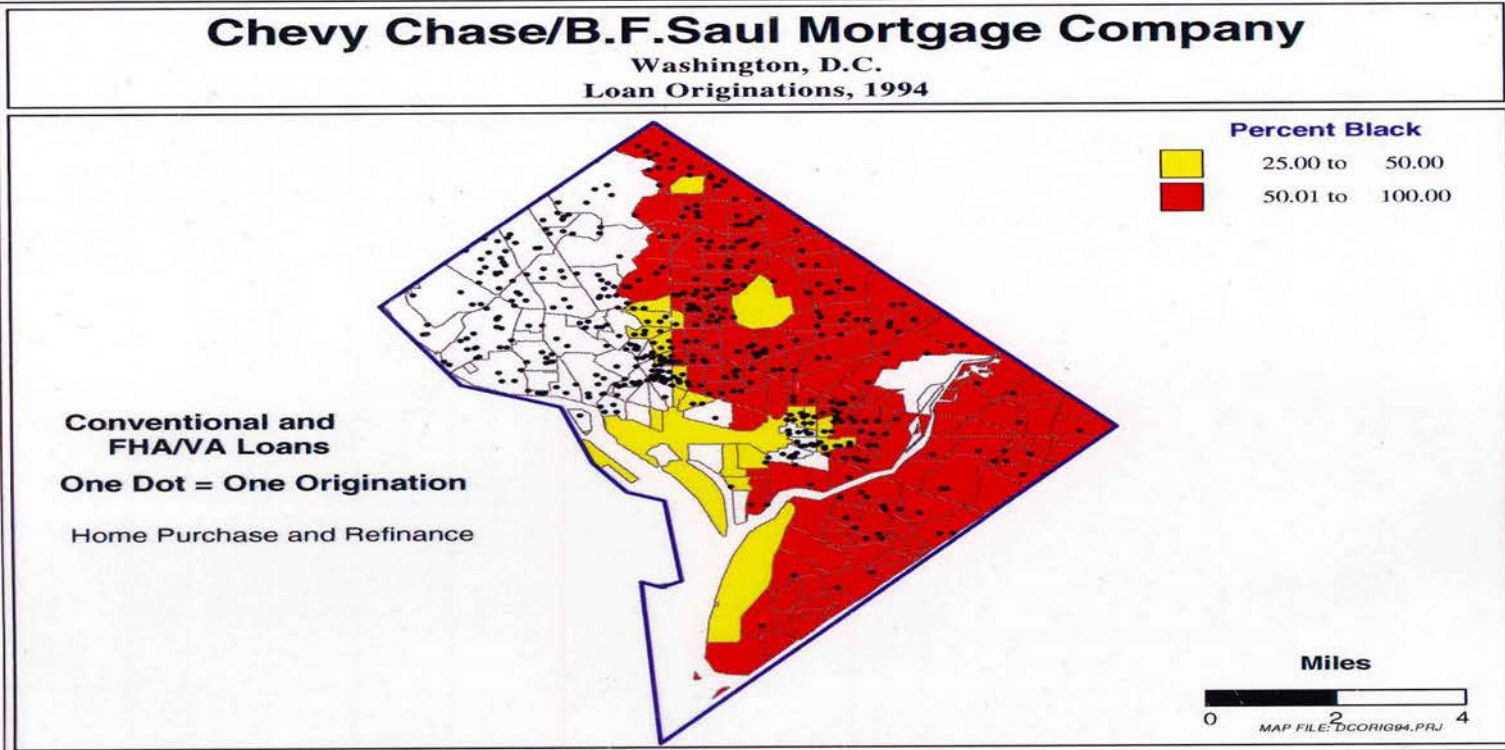 Chevy Chase/B.F.Saul Mortgage Company
Washington, D.C.
Loan Originations, 1994
Percent Black
25.00 to 50.00
50.01 to 100.00
Conventional and
FHA/VA Loans
One Dot = One Origination
Home Purchase and Refinance
Miles
0 2 4
MAP FILE: DCORIG94.PRJ